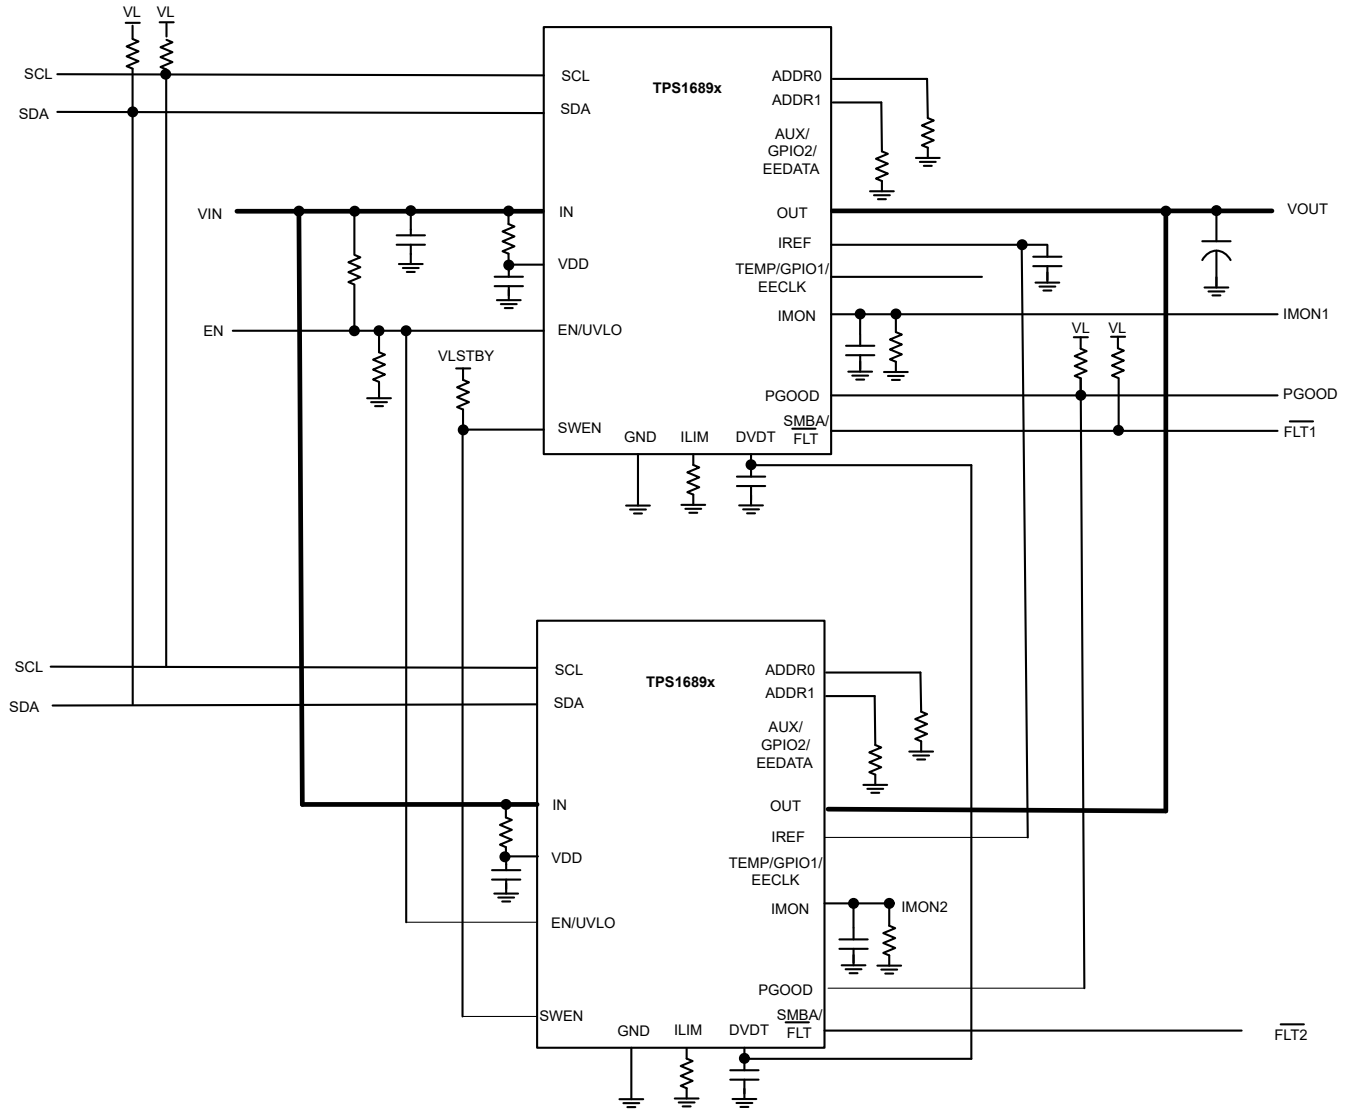 VL
VL
SCL
SDA
SCL
SDA
TPS1689x
ADDR0
ADDR1
AUX/
GPIO2/
EEDATA
VIN
IN
OUT
VOUT
IREF
VDD
TEMP/GPIO1/
EECLK
IMON
IMON1
EN
EN/UVLO
VL
VL
VLSTBY
PGOOD
PGOOD
SWEN
GND
ILIM
DVDT
SMBA/
FLT
FLT1
SCL
SDA
SCL
SDA
TPS1689x
ADDR0
ADDR1
AUX/
GPIO2/
EEDATA
IN
OUT
IREF
VDD
TEMP/GPIO1/
EECLK
IMON
IMON2
EN/UVLO
PGOOD
SWEN
GND
ILIM
DVDT
SMBA/
FLT
FLT2